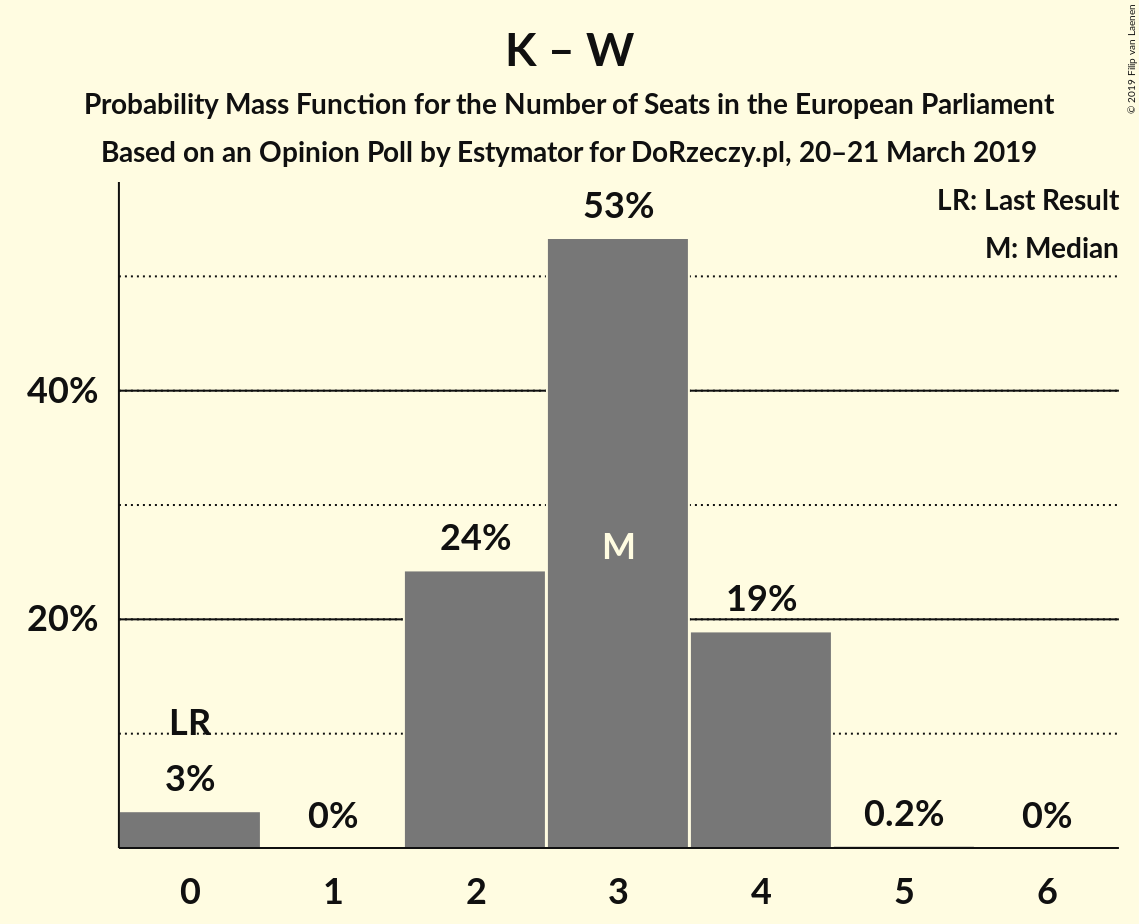 K – W
Probability Mass Function for the Number of Seats in the European Parliament
Based on an Opinion Poll by Estymator for DoRzeczy.pl, 20–21 March 2019
© 2019 Filip van Laenen
LR: Last Result
M: Median
53%
40%
24%
M
20%
19%
LR
3%
0%
0.2%
0%
0 1 2 3 4 5 6